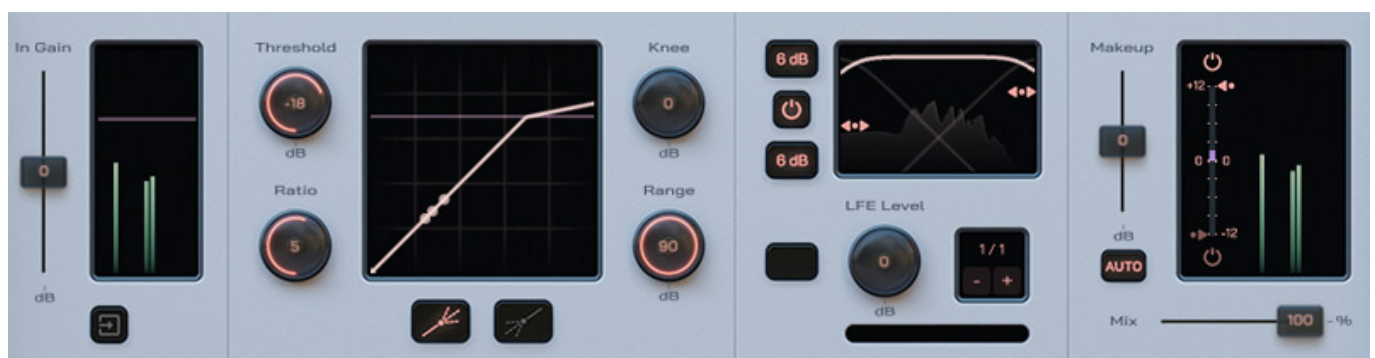 In Gain
0
dB
Threshold
-18
dB
Ratio
5
Knee
0
dB
Range
90
dB
6 dB
6 dB
LFE Level
0
dB
1/1
- +
Makeup
0
dB
AUTO
+12
0 0
-12
Mix
100 -%